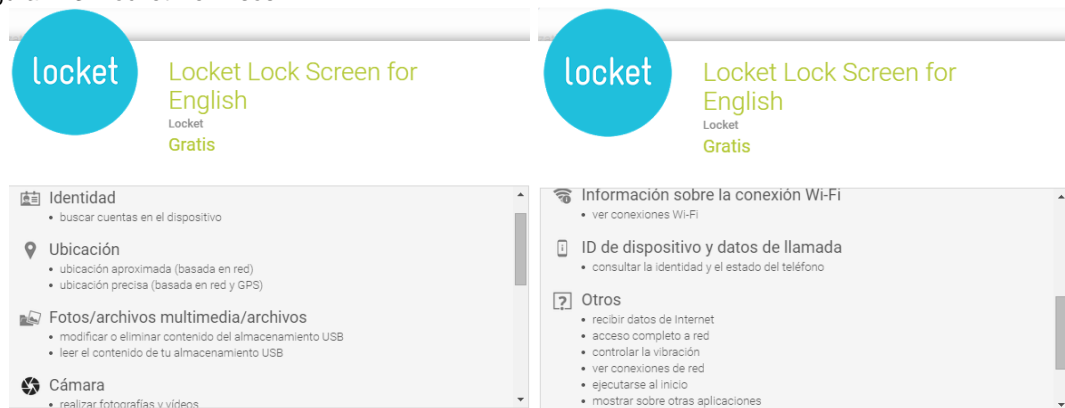 locket
Locket Lock Screen for
English
Locket
Gratis
Identidad
• buscar cuentas en el dispositivo
Ubicación
• ubicación aproximada (basada en red)
• ubicación precisa (basada en red y GPS)
Fotos/archivos multimedia/archivos
• modificar o eliminar contenido del almacenamiento USB
• leer el contenido de tu almacenamiento USB
Cámara
• realizar fotografías y vídeos
locket
Locket Lock Screen for
English
Locket
Gratis
Información sobre la conexión Wi-Fi
• ver conexiones Wi-Fi
ID de dispositivo y datos de llamada
• consultar la identidad y el estado del teléfono
Otros
• recibir datos de Internet
• acceso completo a red
• controlar la vibración
• ver conexiones de red
• ejecutarse al inicio
• mostrar sobre otras aplicaciones